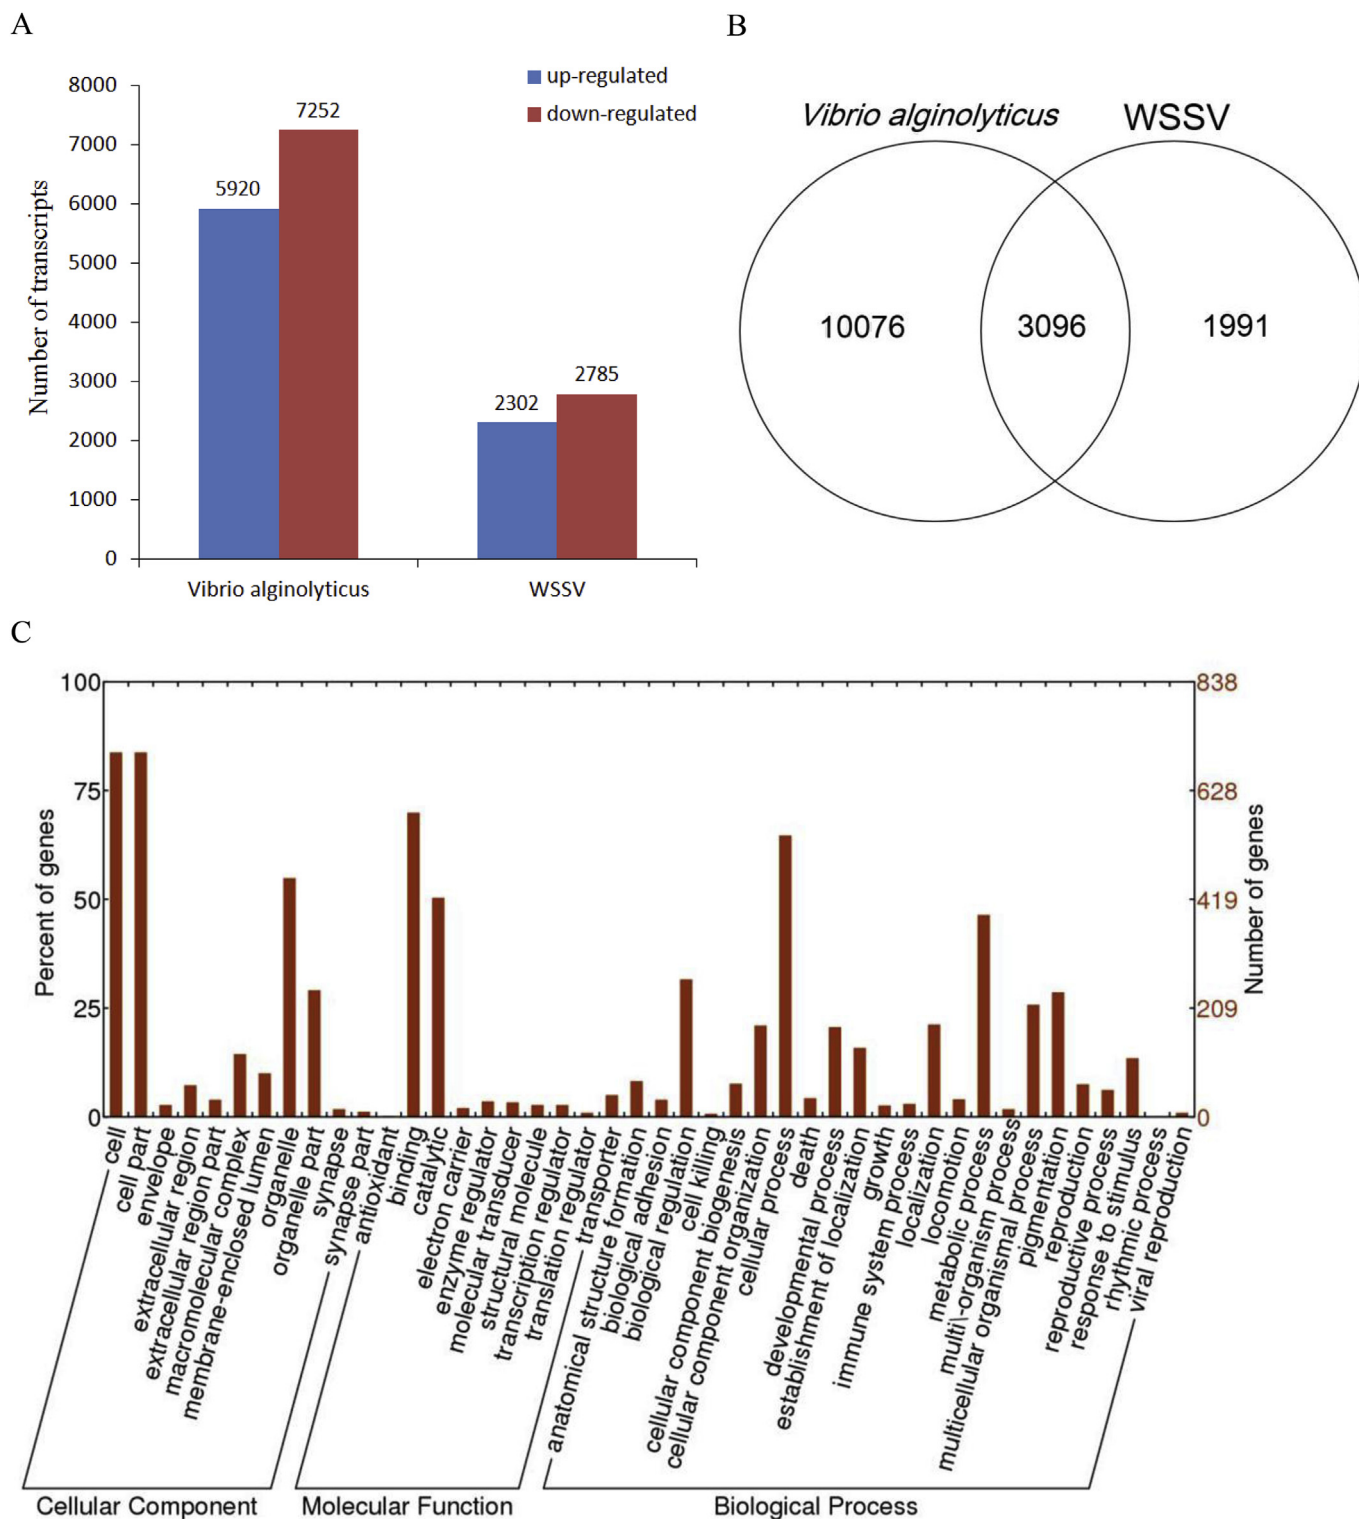 A
B
up-regulated
down-regulated
8000
7000
6000
5000
4000
3000
2000
1000
0
Number of transcripts
5920
7252
2302
2785
Vibrio alginolyticus
WSSV
Vibrio alginolyticus
WSSV
10076
3096
1991
C
100
75
50
25
0
Percent of genes
838
628
419
209
0
Number of genes
cell
cell part
envelope
extracellular region
extracellular region part
macromolecular complex
membrane-enclosed lumen
organelle
organelle part
synapse
synapse part
antioxidant
binding
catalytic
electron carrier
enzyme regulator
molecular transducer
structural molecule
transcription regulator
translation regulator
transporter
anatomical structure formation
biological adhesion
biological regulation
cell killing
cellular component biogenesis
cellular component organization
cellular process
death
developmental process
establishment of localization
growth
immune system process
localization
locomotion
metabolic process
multi\-organism process
multicellular organismal process
pigmentation
reproduction
reproductive process
response to stimulus
rhythmic process
viral reproduction
Cellular Component
Molecular Function
Biological Process